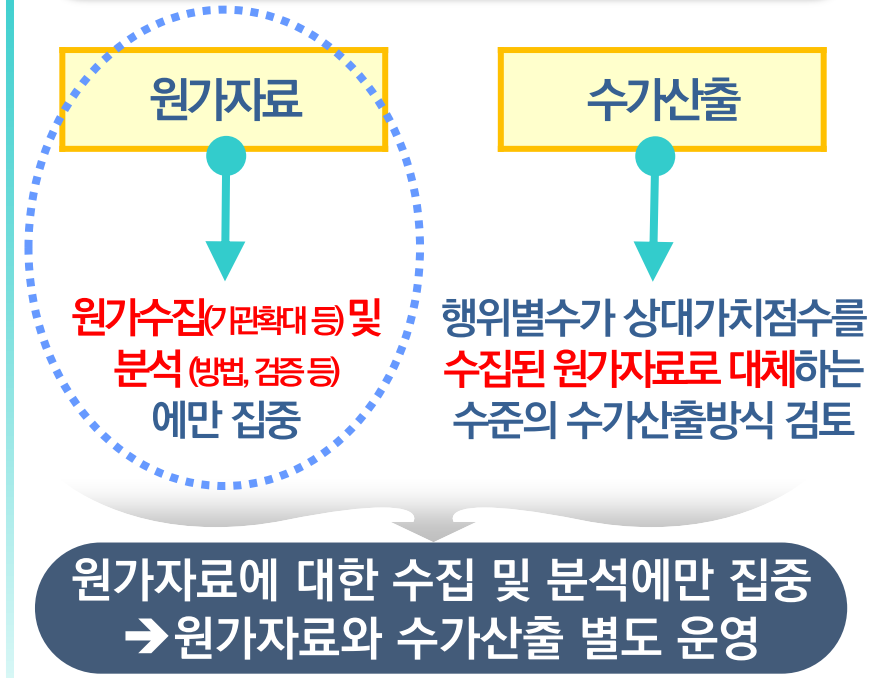 원가자료
원가수집(기관확대 등) 및
분석 (방법, 검증 등)
에만 집중
수가산출
행위별수가 상대가치점수를
수집된 원가자료로 대체하는
수준의 수가산출방식 검토
원가자료에 대한 수집 및 분석에만 집중
➔원가자료와 수가산출 별도 운영